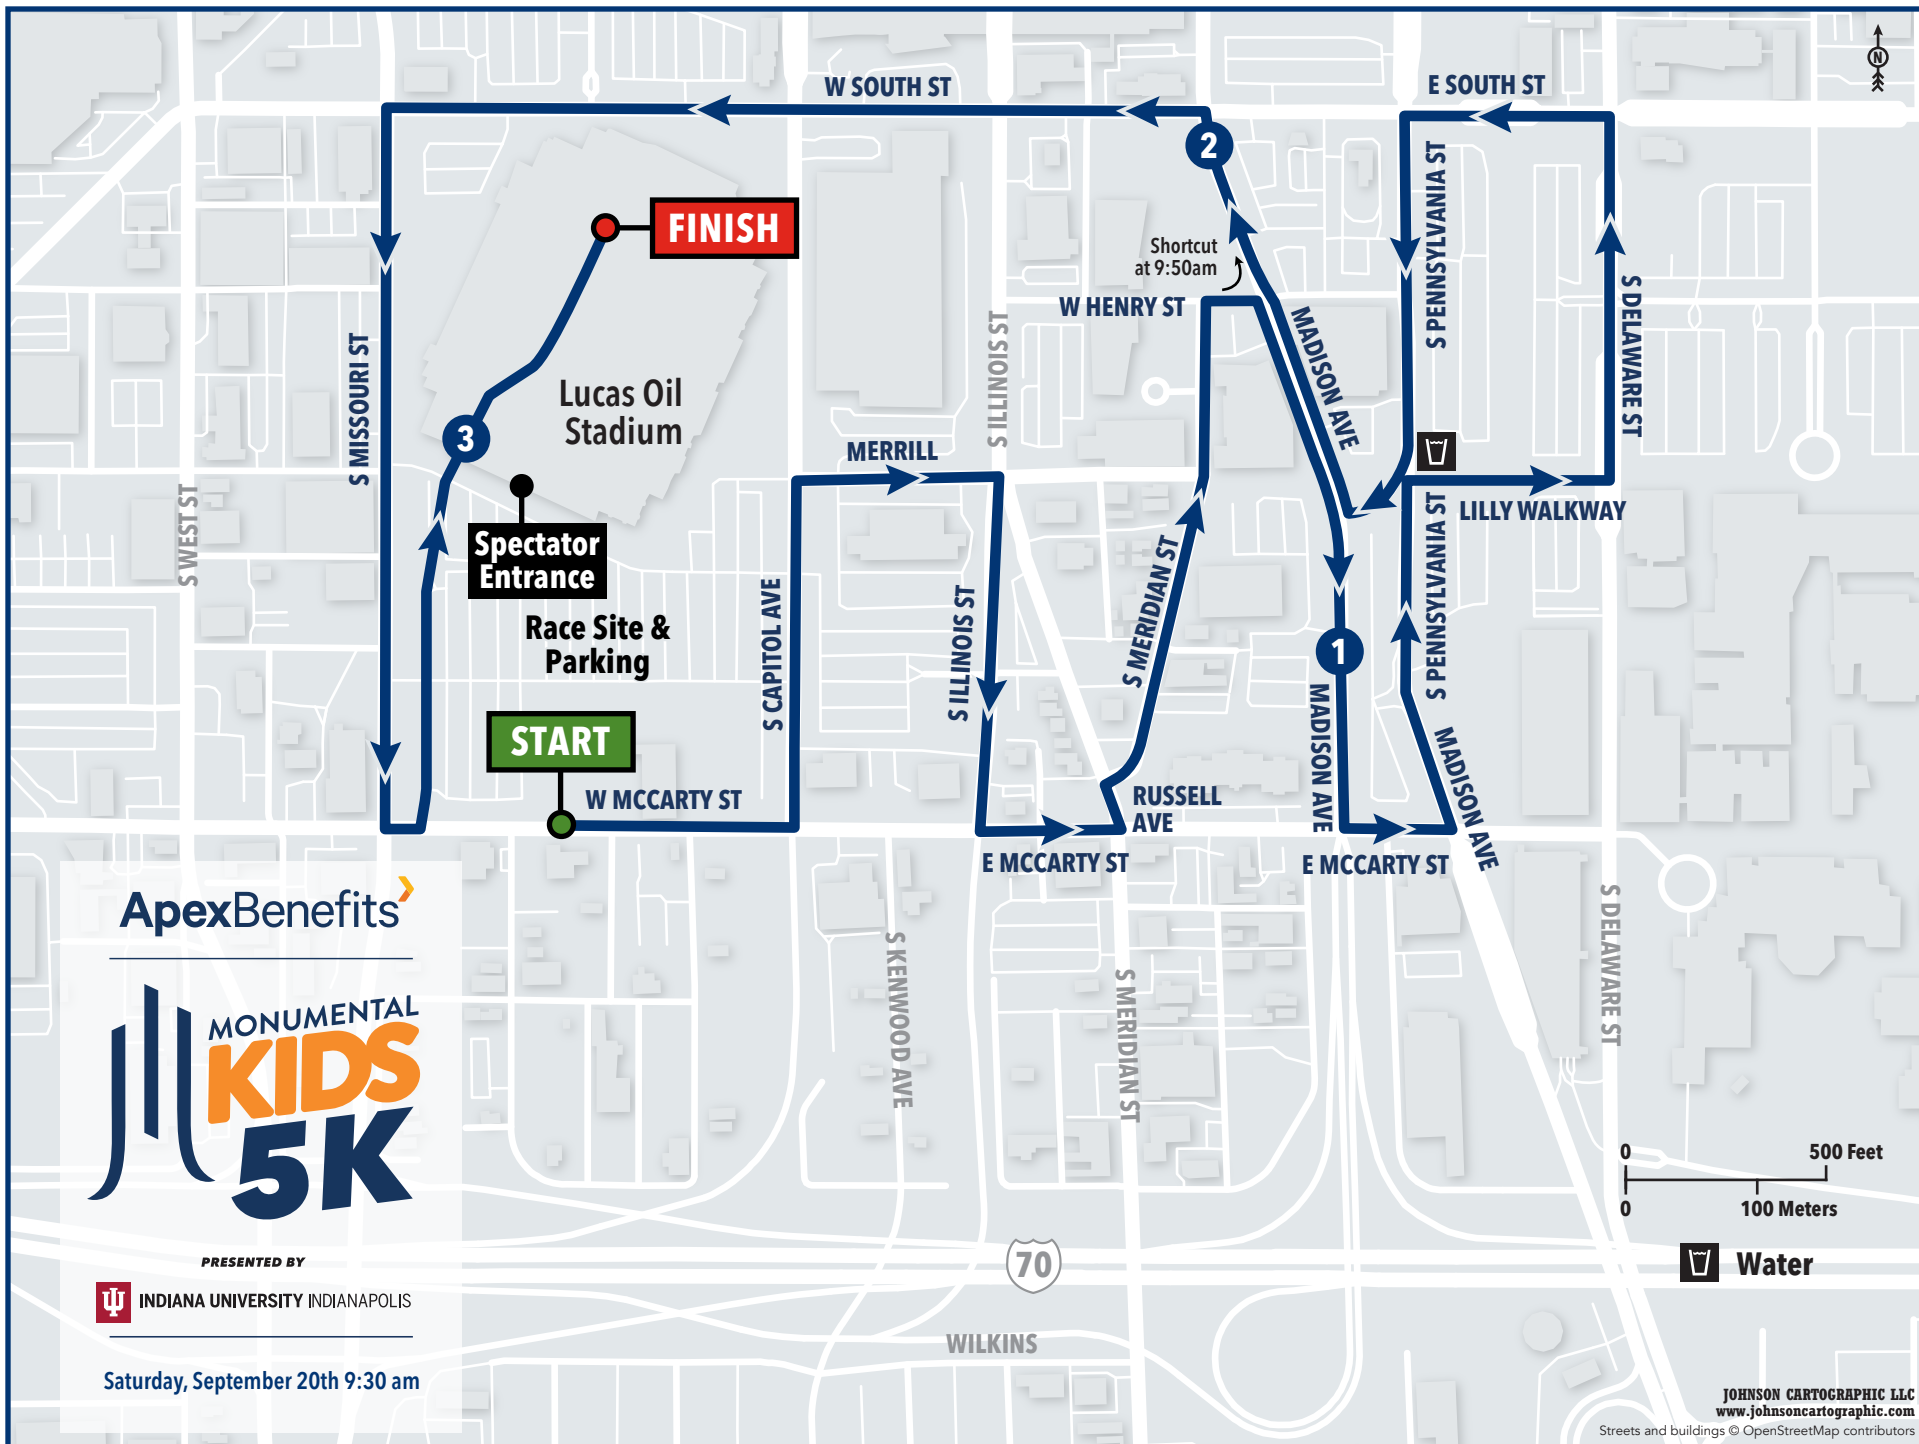 W SOUTH ST
E SOUTH ST
N
2
S PENNSYLVANIA ST
FINISH
Shortcut
at 9:50am
W HENRY ST
MADISON AVE
S DELAWARE ST
S ILLINOIS ST
S MISSOURI ST
Lucas Oil
Stadium
3
MERRILL
LILLY WALKWAY
S WEST ST
Spectator
Entrance
Race Site &
Parking
S CAPITOL AVE
S ILLINOIS ST
S MERIDIAN ST
1
S PENNSYLVANIA ST
MADISON AVE
MADISON AVE
START
W MCCARTY ST
RUSSELL
AVE
E MCCARTY ST
E MCCARTY ST
S KENWOOD AVE
S MERIDIAN ST
S DELAWARE ST
ApexBenefits
MONUMENTAL
KIDS
5K
PRESENTED BY
INDIANA UNIVERSITY INDIANAPOLIS
Saturday, September 20th 9:30 am
70
WILKINS
0 500 Feet
0 100 Meters
Water
JOHNSON CARTOGRAPHIC LLC
www.johnsoncartographic.com
Streets and buildings © OpenStreetMap contributors